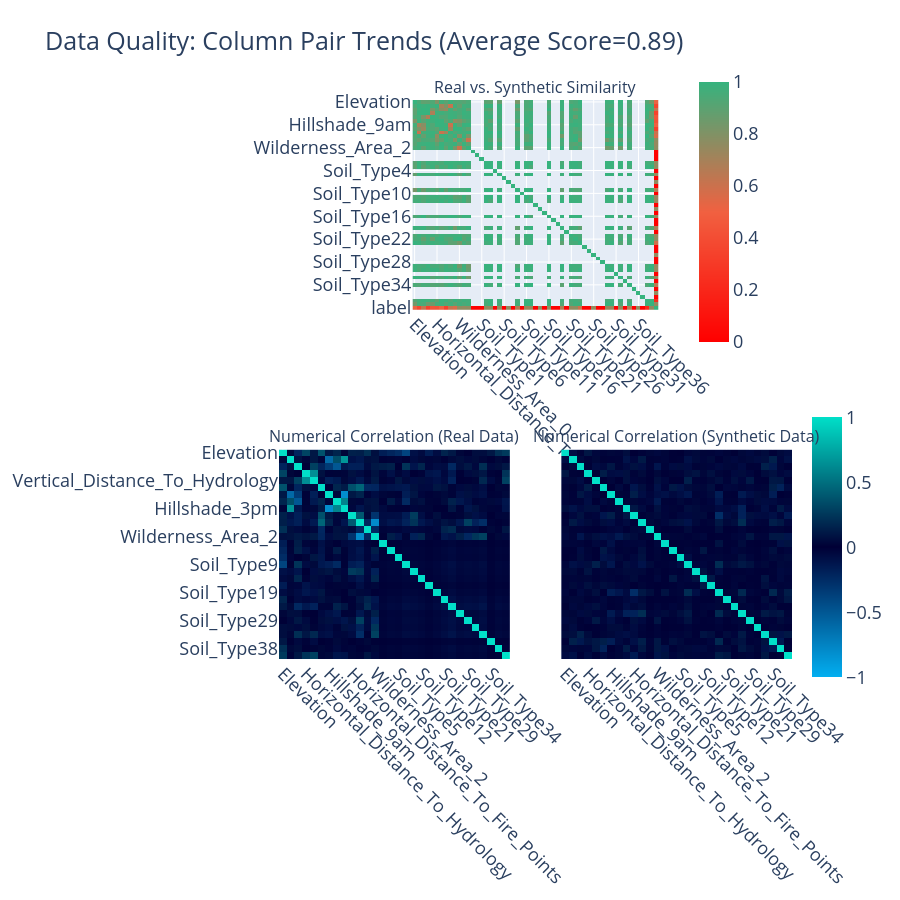 Data Quality: Column Pair Trends (Average Score=0.89)
Real vs. Synthetic Similarity
Elevation
Hillshade_9am
Wilderness_Area_2
Soil_Type4
Soil_Type10
Soil_Type16
Soil_Type22
Soil_Type28
Soil_Type34
label
Elevation
Horizontal_Distance_T
Wilderness_Area_0
Soil_Type1
Soil_Type6
Soil_Type11
Soil_Type16
Soil_Type21
Soil_Type26
Soil_Type31
Soil_Type36
1
0.8
0.6
0.4
0.2
0
Numerical Correlation (Real Data)
Elevation
Vertical_Distance_To_Hydrology
Hillshade_3pm
Wilderness_Area_2
Soil_Type9
Soil_Type19
Soil_Type29
Soil_Type38
Elevation
Horizontal_Distance_To_Hydrology
Hillshade_9am
Horizontal_Distance_To_Fire_Points
Wilderness_Area_2
Soil_Type5
Soil_Type12
Soil_Type21
Soil_Type29
Soil_Type34
Numerical Correlation (Synthetic Data)
Elevation
Horizontal_Distance_To_Hydrology
Hillshade_9am
Horizontal_Distance_To_Fire_Points
Wilderness_Area_2
Soil_Type5
Soil_Type12
Soil_Type21
Soil_Type29
Soil_Type34
1
0.5
0
−0.5
−1